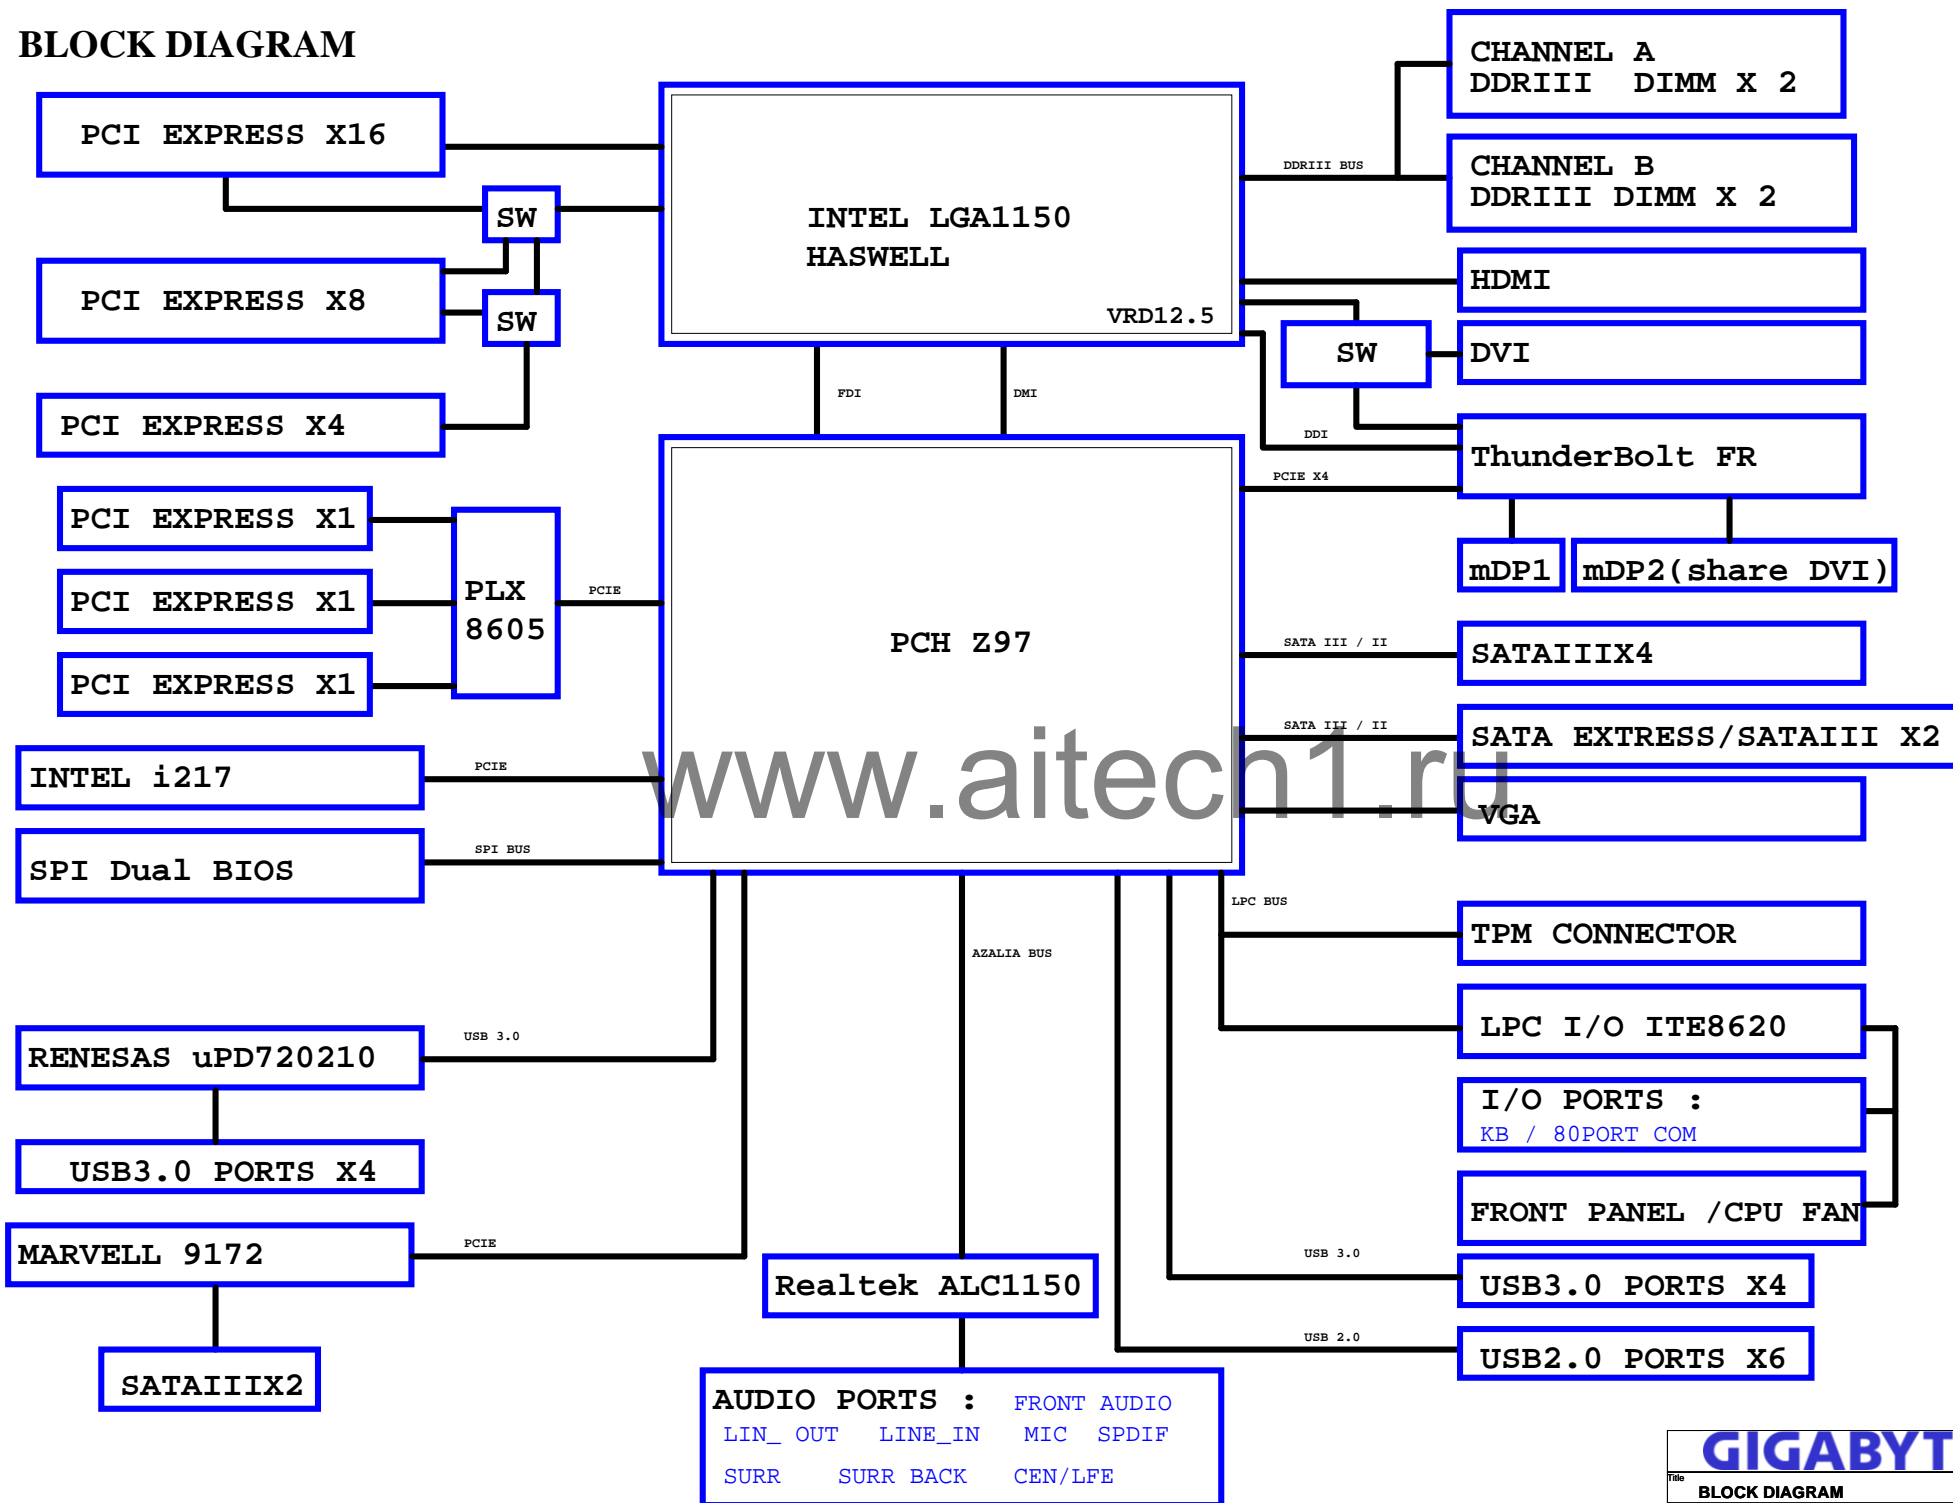 BLOCK DIAGRAM
PCI EXPRESS X16
SW
PCI EXPRESS X8
SW
PCI EXPRESS X4
PCI EXPRESS X1
PCI EXPRESS X1
PCI EXPRESS X1
PLX
8605
PCIE
INTEL i217
PCIE
SPI Dual BIOS
SPI BUS
RENESAS uPD720210
USB 3.0
USB3.0 PORTS X4
MARVELL 9172
PCIE
SATAIIIX2
INTEL LGA1150
HASWELL
VRD12.5
FDI
DMI
PCH Z97
www.aitech1.ru
AZALIA BUS
Realtek ALC1150
AUDIO PORTS : FRONT AUDIO
LIN_ OUT LINE_IN MIC SPDIF
SURR SURR BACK CEN/LFE
CHANNEL A
DDRIII DIMM X 2
DDRIII BUS
CHANNEL B
DDRIII DIMM X 2
HDMI
SW
DVI
DDI
ThunderBolt FR
PCIE X4
mDP1
mDP2(share DVI)
SATA III / II
SATAIIIX4
SATA III / II
SATA EXTRESS/SATAIII X2
VGA
LPC BUS
TPM CONNECTOR
LPC I/O ITE8620
I/O PORTS :
KB / 80PORT COM
FRONT PANEL /CPU FAN
USB 3.0
USB3.0 PORTS X4
USB 2.0
USB2.0 PORTS X6
GIGABYT
Title
BLOCK DIAGRAM